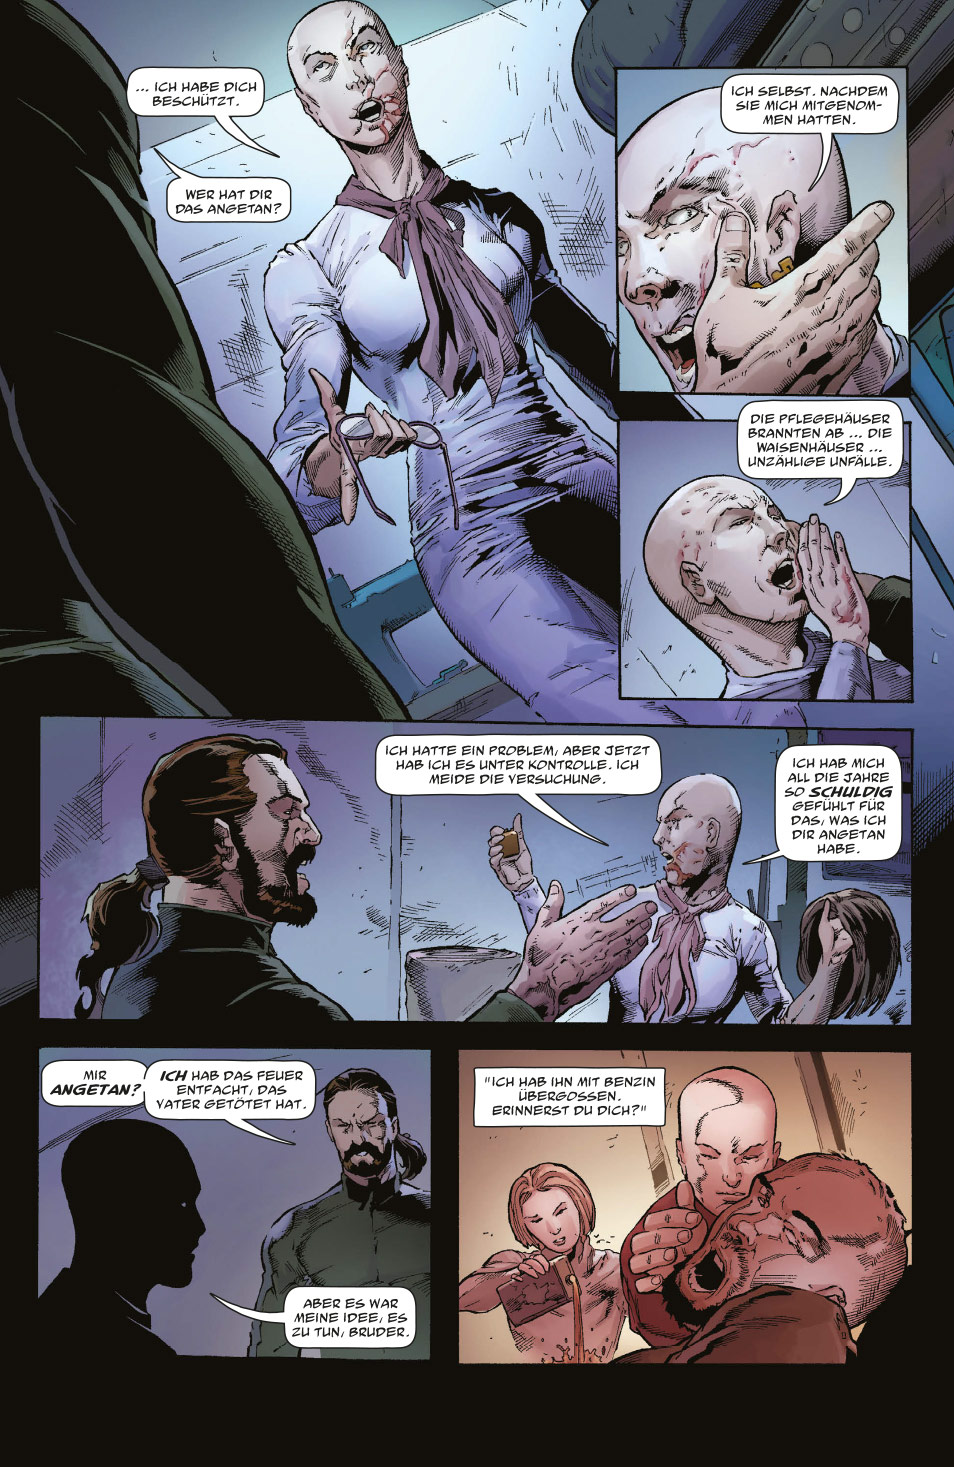 ... ICH HABE DICH
BESCHÜTZT.
WER HAT DIR
DAS ANGETAN?
ICH SELBST. NACHDEM
SIE MICH MITGENOM-
MEN HATTEN.
DIE PFLEGEHÄUSER
BRANNTEN AB ... DIE
WAISENHÄUSER ...
UNZÄHLIGE UNFÄLLE.
ICH HATTE EIN PROBLEM, ABER JETZT
HAB ICH ES UNTER KONTROLLE. ICH
MEIDE DIE VERSUCHUNG.
ICH HAB MICH
ALL DIE JAHRE
SO SCHULDIG
GEFÜHLT FÜR
DAS, WAS ICH
DIR ANGETAN
HABE.
MIR
ANGETAN?
ICH HAB DAS FEUER
ENTFACHT, DAS
VATER GETÖTET HAT.
ABER ES WAR
MEINE IDEE, ES
ZU TUN, BRUDER.
"ICH HAB IHN MIT BENZIN
ÜBERGOSSEN.
ERINNERST DU DICH?"